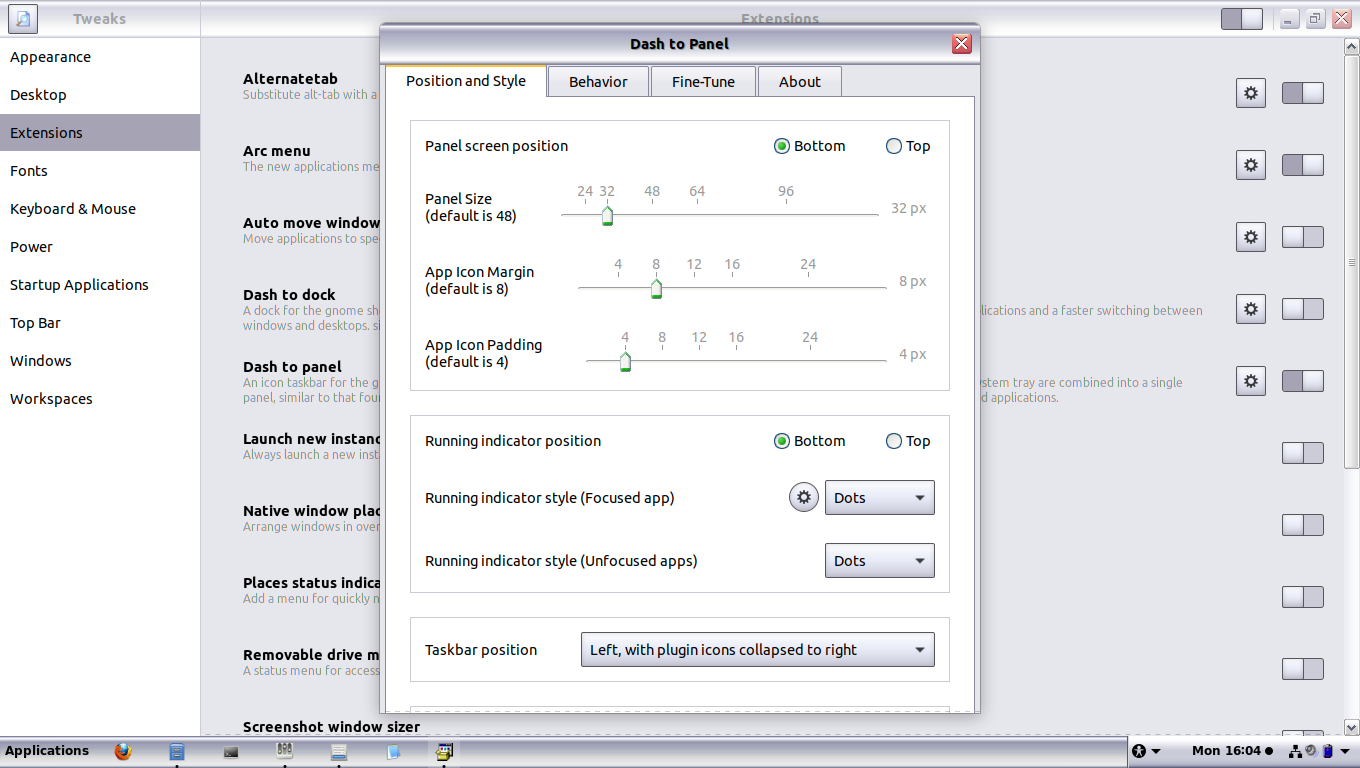 Tweaks
Extensions
Appearance
Desktop
Extensions
Fonts
Keyboard & Mouse
Power
Startup Applications
Top Bar
Windows
Workspaces
Alternatetab
Substitute alt-tab with a
Arc menu
The new applications me
Auto move window
Move applications to spe
Dash to dock
A dock for the gnome sh
lications and a faster switching between
windows and desktops. si
Dash to panel
An icon taskbar for the g
stem tray are combined into a single
panel, similar to that four
d applications.
Launch new instanc
Always launch a new inst
Native window plac
Arrange windows in over
Places status indica
Add a menu for quickly n
Removable drive m
A status menu for access
Screenshot window sizer
Dash to Panel
Position and Style
Behavior
Fine-Tune
About
Panel screen position
Bottom
Top
24 32 48 64 96
Panel Size
(default is 48)
32 px
4 8 12 16 24
App Icon Margin
(default is 8)
8 px
4 8 12 16 24
App Icon Padding
(default is 4)
4 px
Running indicator position
Bottom
Top
Running indicator style (Focused app)
Dots
Running indicator style (Unfocused apps)
Dots
Taskbar position
Left, with plugin icons collapsed to right
Applications
Mon 16:04